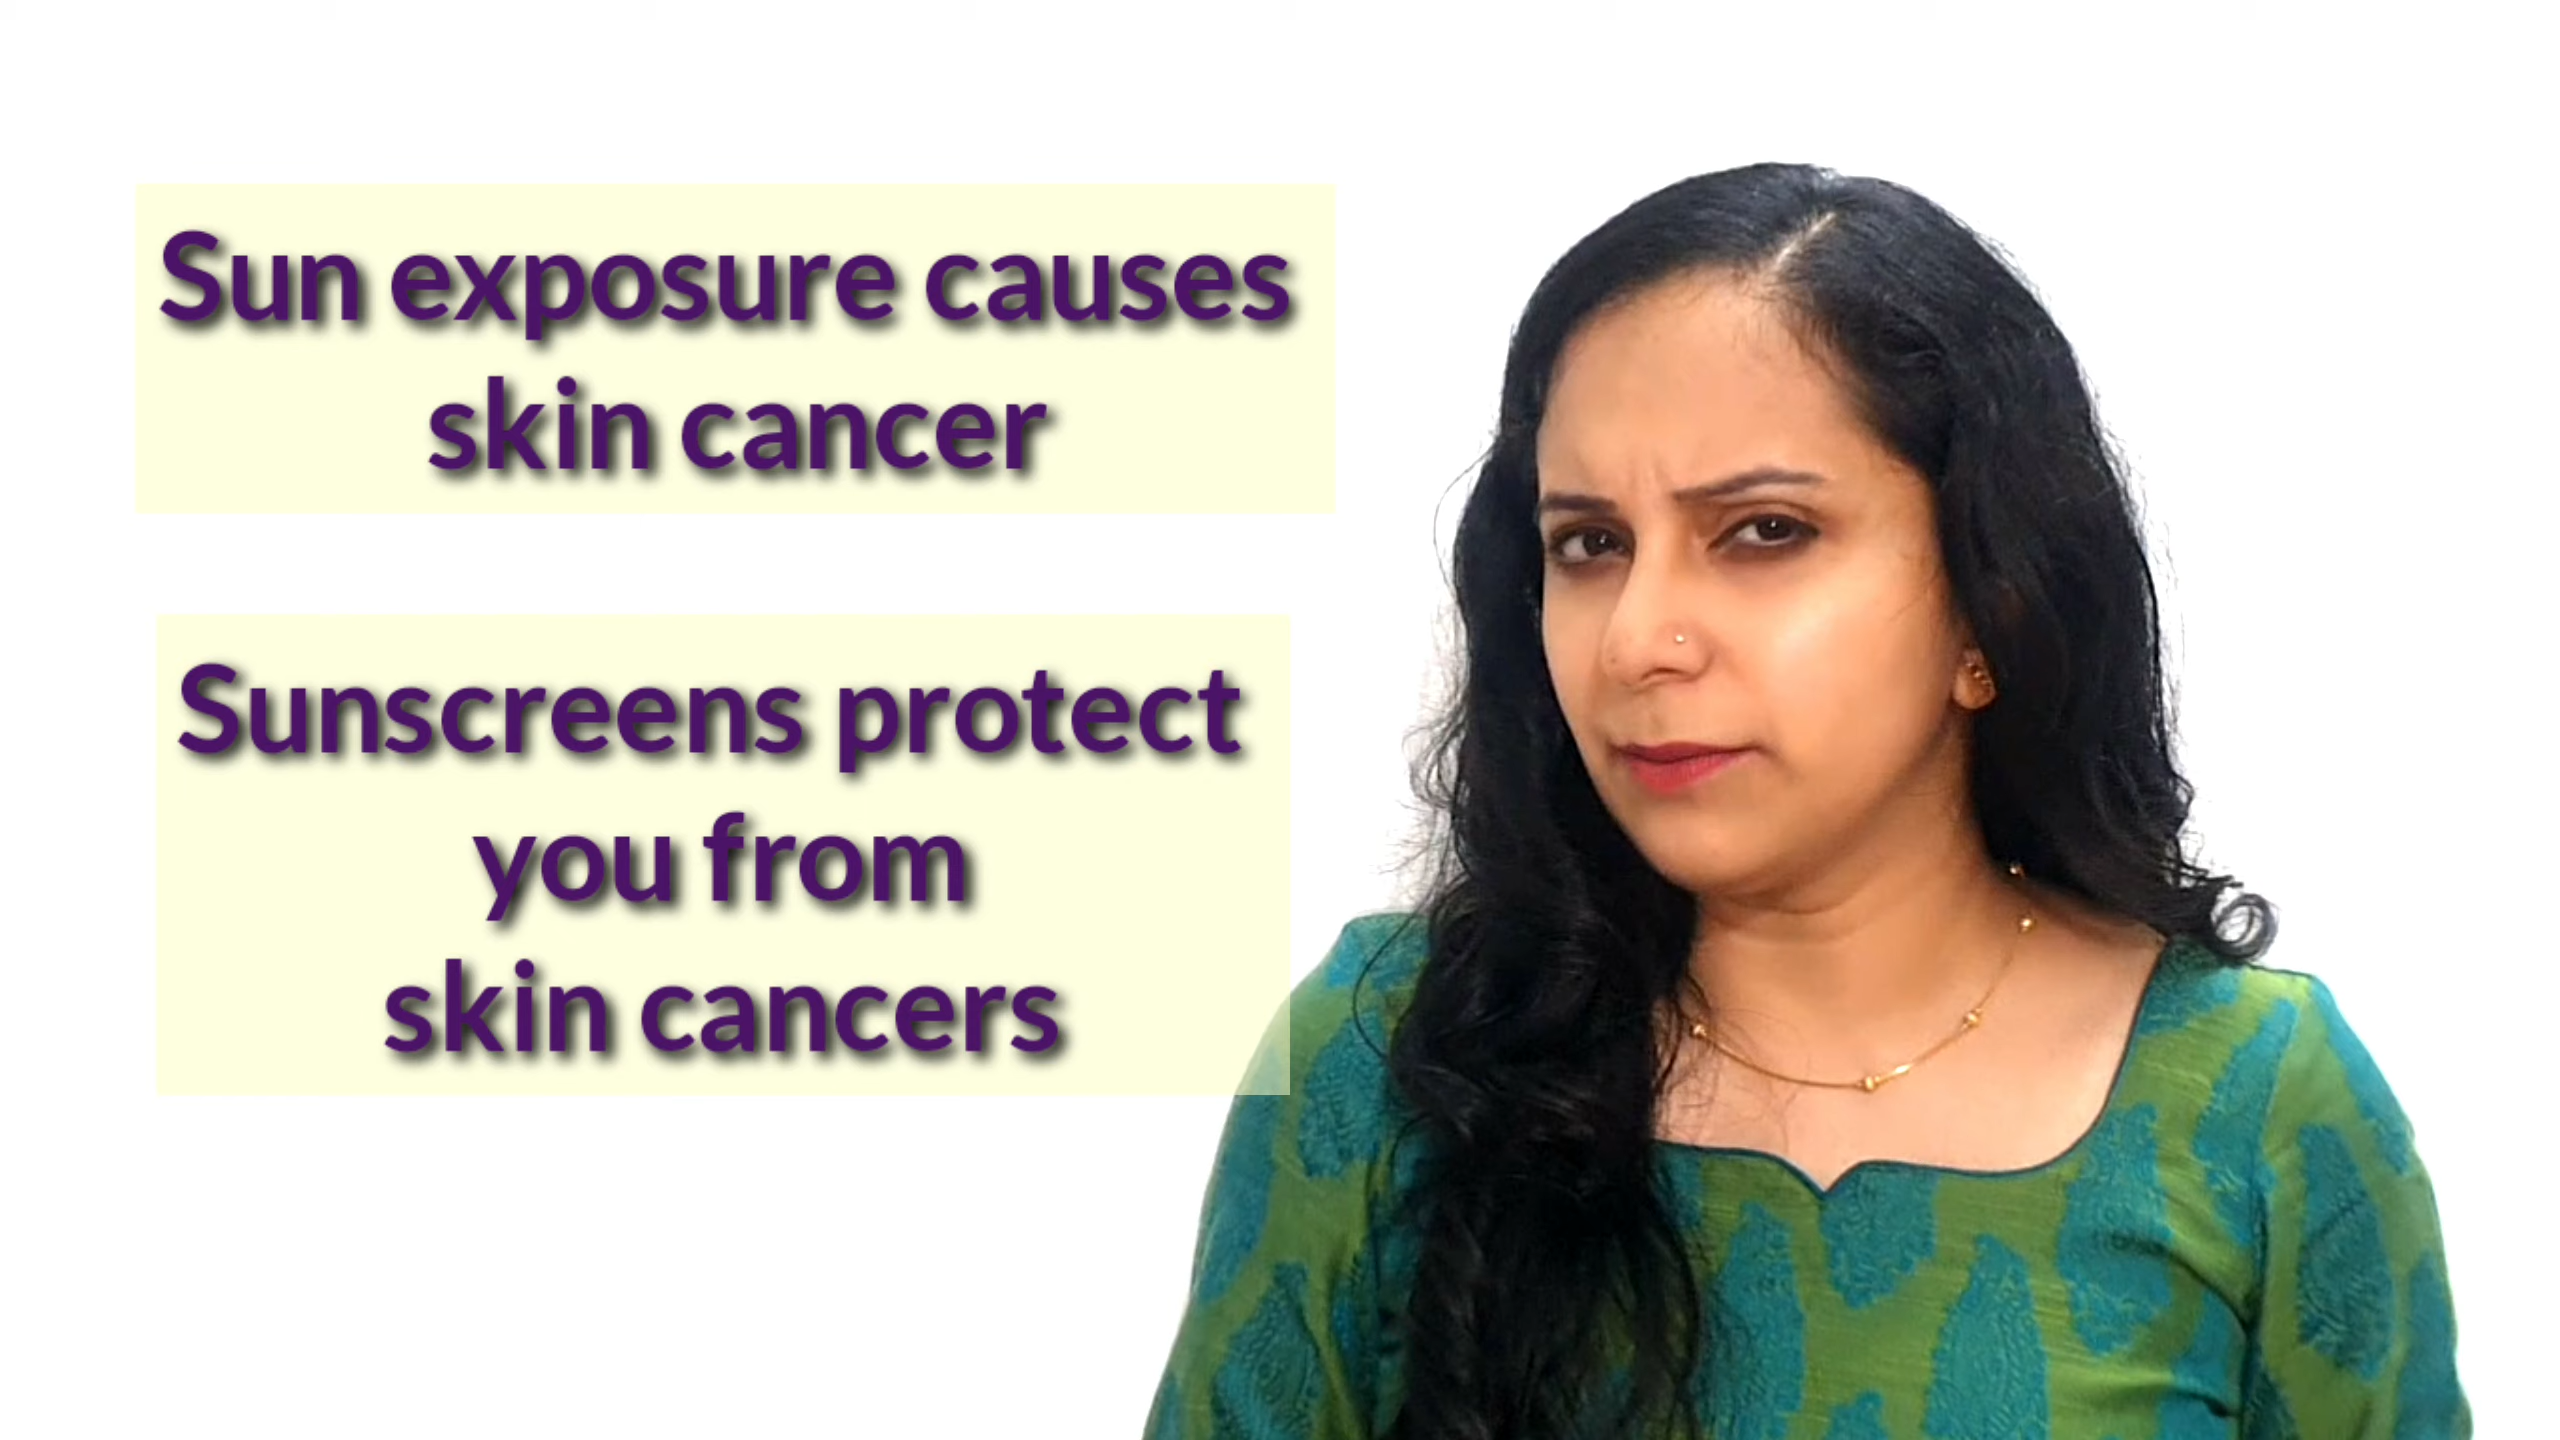 Sun exposure causes
skin cancer
Sunscreens protect
you from
skin cancers